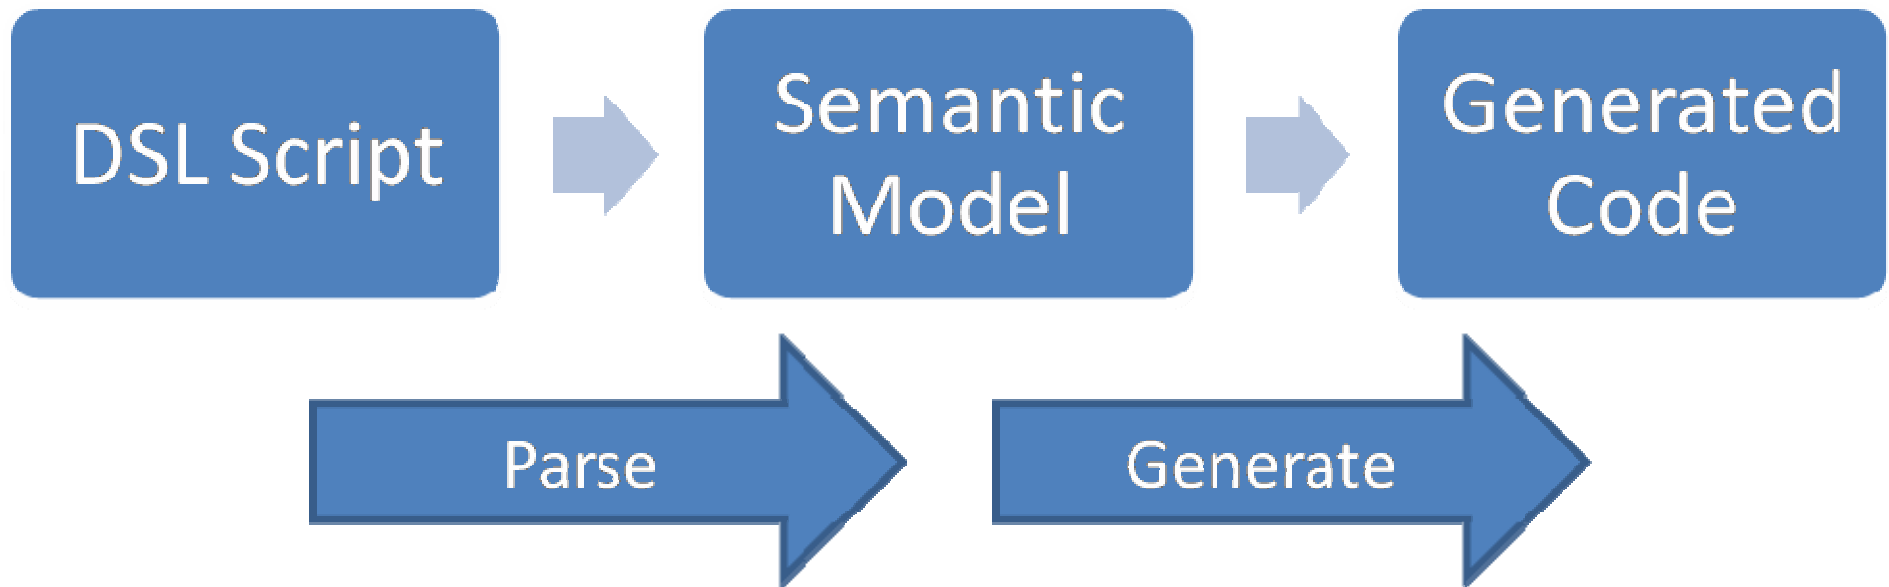 DSL Script
Semantic
Model
Generated
Code
Parse
Generate